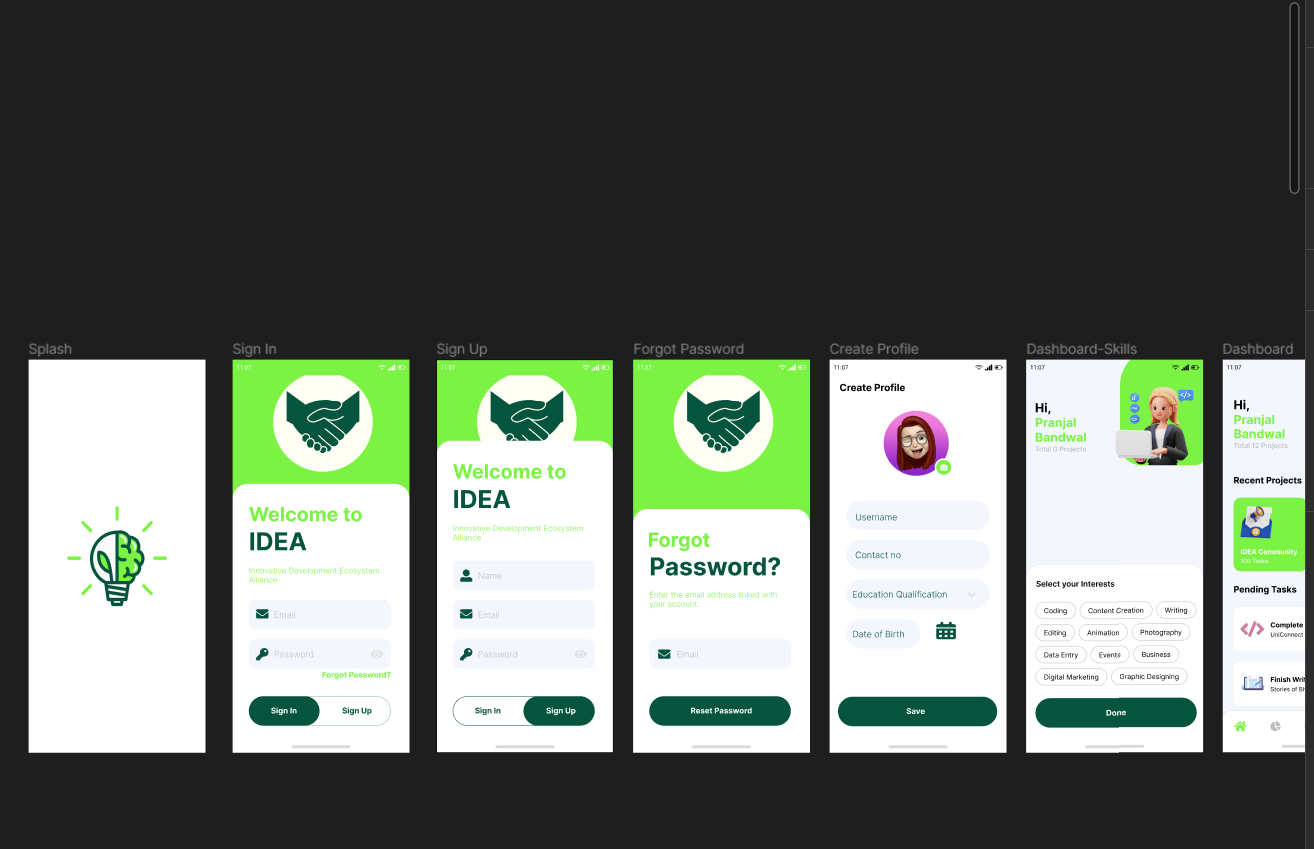 Splash
Sign In
11:07
Welcome to
IDEA
Innovative Development Ecosystem
Alliance
Email
Password
Forgot Password?
Sign In
Sign Up
Sign Up
11:07
Welcome to
IDEA
Innovative Development Ecosystem
Alliance
Name
Email
Password
Sign In
Sign Up
Forgot Password
11:07
Forgot
Password?
Enter the email address linked with
your account.
Email
Reset Password
Create Profile
11:07
Create Profile
Username
Contact no
Education Qualification
Date of Birth
Save
Dashboard-Skills
11:07
Hi,
Pranjal
Bandwal
Total 0 Projects
Select your Interests
Coding
Content Creation
Writing
Editing
Animation
Photography
Data Entry
Events
Business
Digital Marketing
Graphic Designing
Done
Dashboard
11:07
Hi,
Pranjal
Bandwal
Total 12 Projects
Recent Projects
IDEA Community
100 Tasks
Pending Tasks
Complete
UniConnect
Finish Wri
Stories of Bh